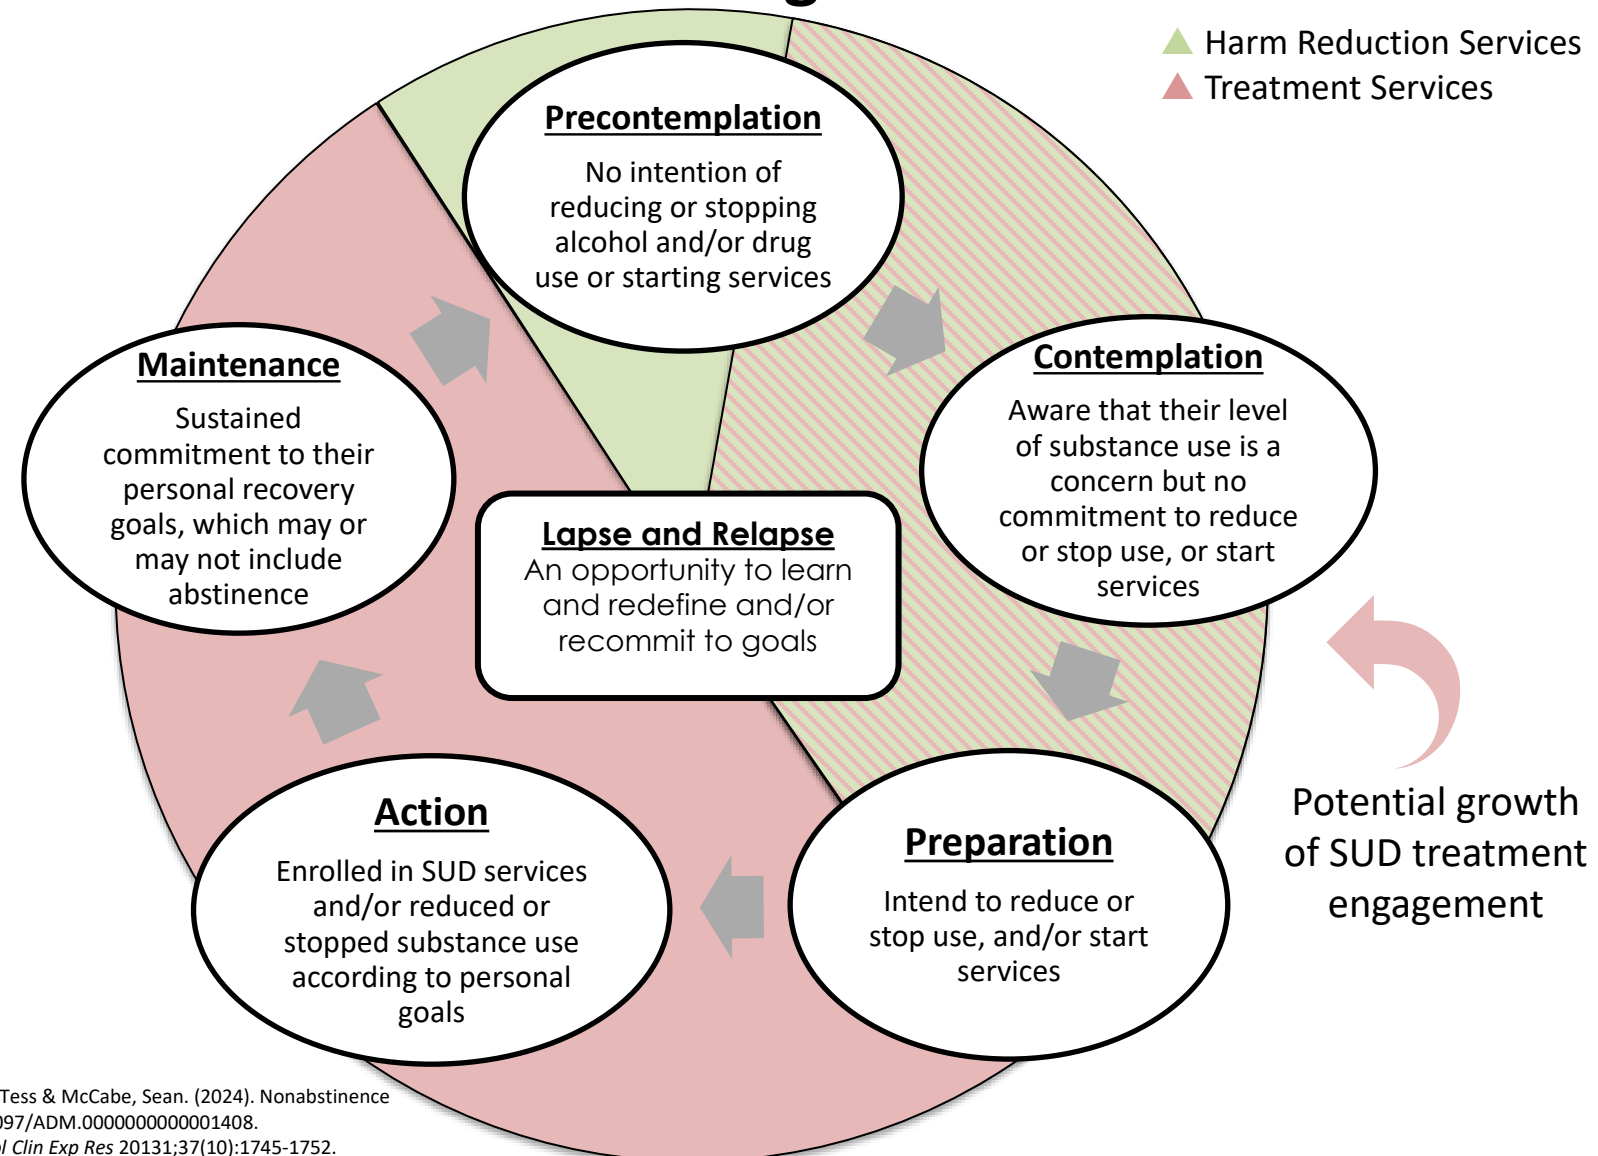 Harm Reduction Services
Treatment Services
Precontemplation
No intention of
reducing or stopping
alcohol and/or drug
use or starting services
Contemplation
Aware that their level
of substance use is a
concern but no
commitment to reduce
or stop use, or start
services
Maintenance
Sustained
commitment to their
personal recovery
goals, which may or
may not include
abstinence
Lapse and Relapse
An opportunity to learn
and redefine and/or
recommit to goals
Action
Enrolled in SUD services
and/or reduced or
stopped substance use
according to personal
goals
Preparation
Intend to reduce or
stop use, and/or start
services
Potential growth
of SUD treatment
engagement
Tess & McCabe, Sean. (2024). Nonabstinence
097/ADM.0000000000001408.
ol Clin Exp Res 20131;37(10):1745-1752.